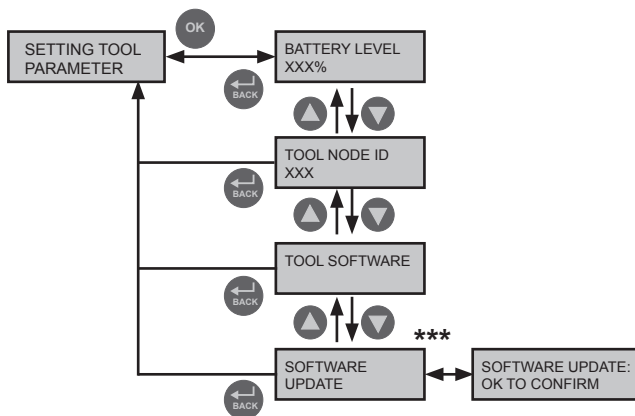 OK
SETTING TOOL
PARAMETER
BATTERY LEVEL
XXX%
BACK
TOOL NODE ID
XXX
BACK
TOOL SOFTWARE
BACK
***
SOFTWARE
UPDATE
SOFTWARE UPDATE:
OK TO CONFIRM
BACK